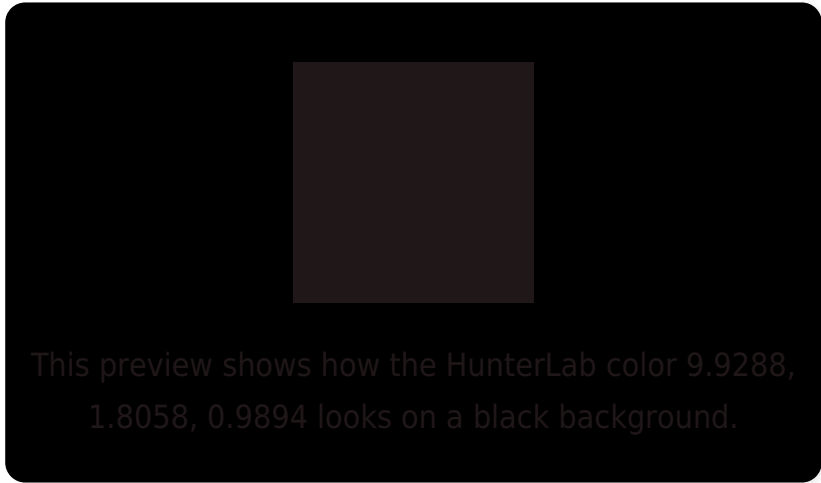 This preview shows how the HunterLab color 9.9288,
1.8058, 0.9894 looks on a black background.